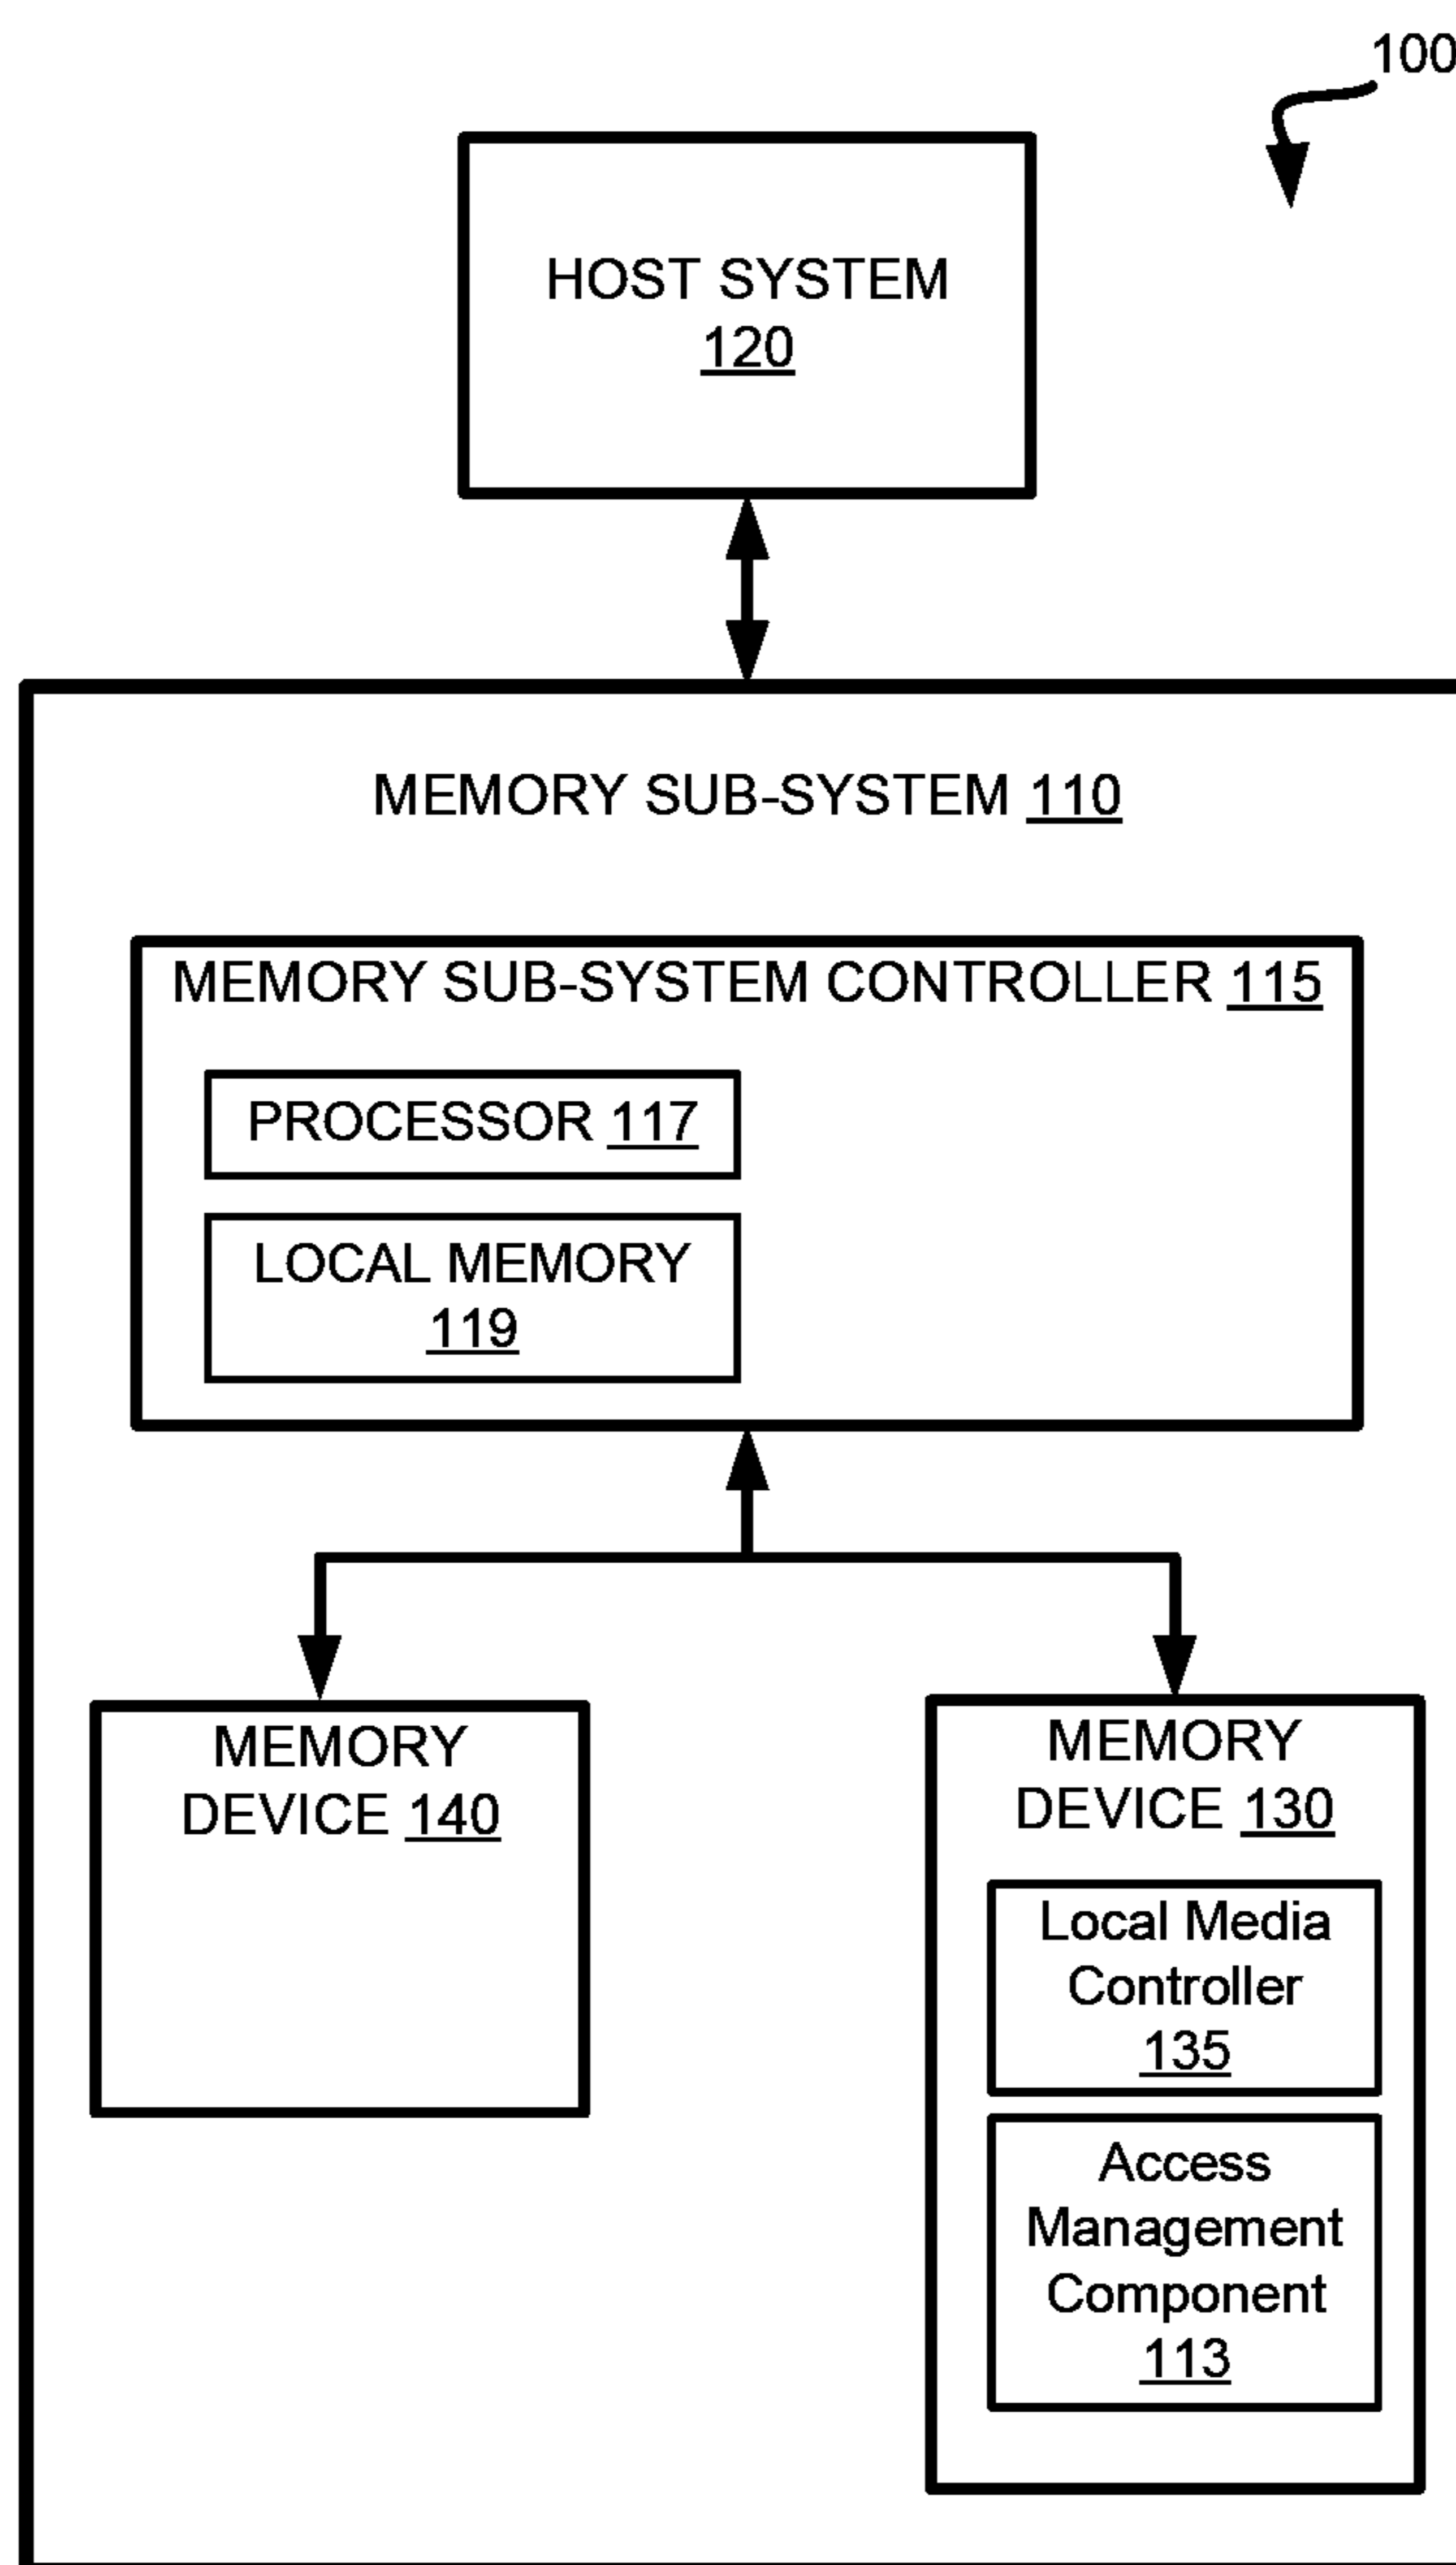 100
HOST SYSTEM
120
MEMORY SUB-SYSTEM 110
MEMORY SUB-SYSTEM CONTROLLER 115
PROCESSOR 117
LOCAL MEMORY
119
MEMORY
DEVICE 140
MEMORY
DEVICE 130
Local Media
Controller
135
Access
Management
Component
113